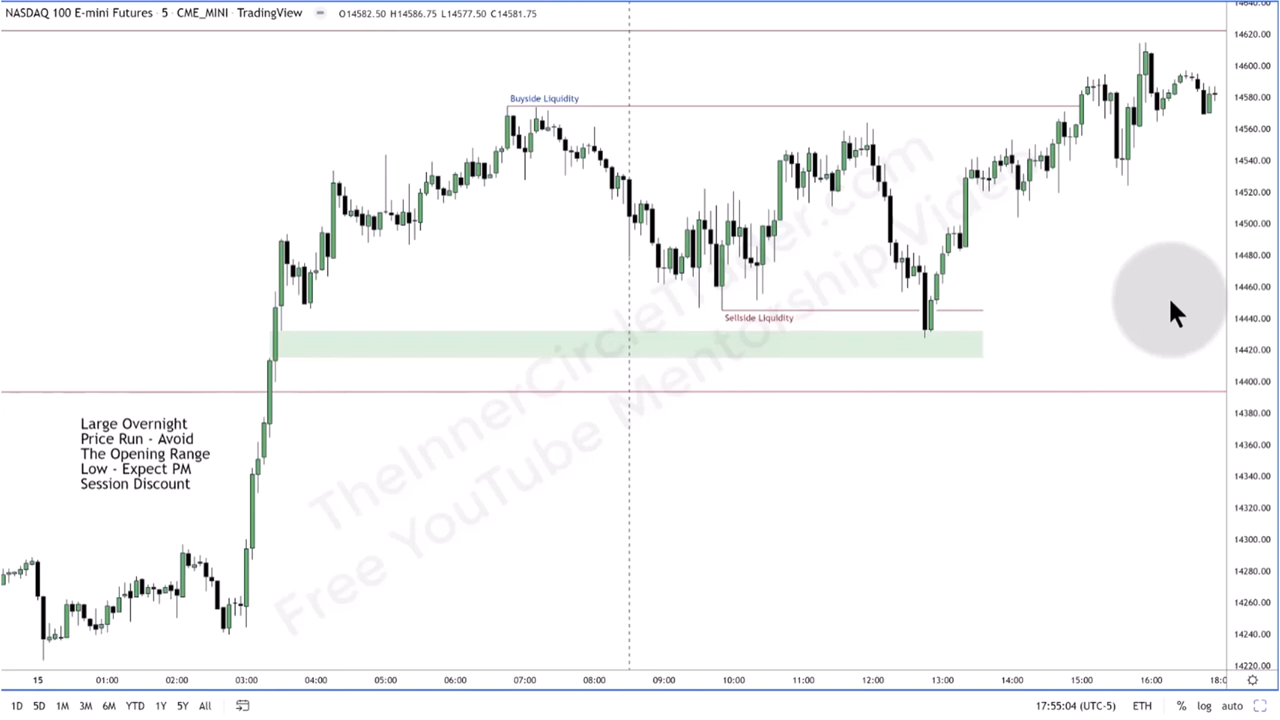 NASDAQ 100 E-mini Futures · 5 · CME_MINI · TradingView O14582.50 H14586.75 L14577.50 C14581.75
14640.00
14620.00
14600.00
Buyside Liquidity
14580.00
14560.00
14540.00
14520.00
14500.00
14480.00
14460.00
14440.00
Sellside Liquidity
14420.00
14400.00
14380.00
14360.00
14340.00
14320.00
14300.00
14280.00
14260.00
14240.00
14220.00
Large Overnight
Price Run - Avoid
The Opening Range
Low - Expect PM
Session Discount
TheInnerCircleTrader.com
Free YouTube Mentorship Video
15 01:00 02:00 03:00 04:00 05:00 06:00 07:00 08:00 09:00 10:00 11:00 12:00 13:00 14:00 15:00 16:00 18:0
1D 5D 1M 3M 6M YTD 1Y 5Y All 17:55:04 (UTC-5) ETH % log auto